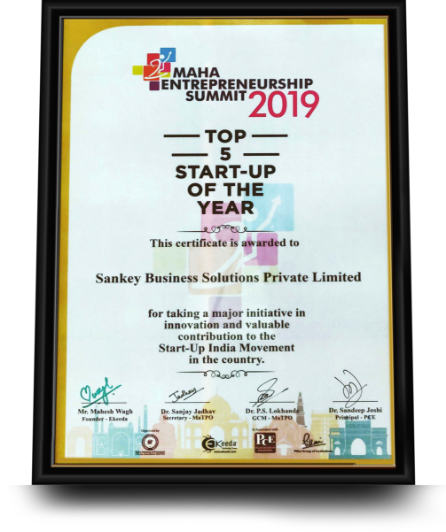 MAHA
ENTREPRENEURSHIP
SUMMIT 2019
TOP
5
START-UP
OF THE
YEAR
This certificate is awarded to
Sankey Business Solutions Private Limited
for taking a major initiative in
innovation and valuable
contribution to the
Start-Up India Movement
in the country.
Mr. Mahesh Wagh Dr. Sanjay Jadhav Dr. P.S. Lokhande Dr. Sandeep Joshi
Founder - Ekeeda Secretary - MaTPO GCM - MaTPO Principal - PCE
Ekeeda
PCE